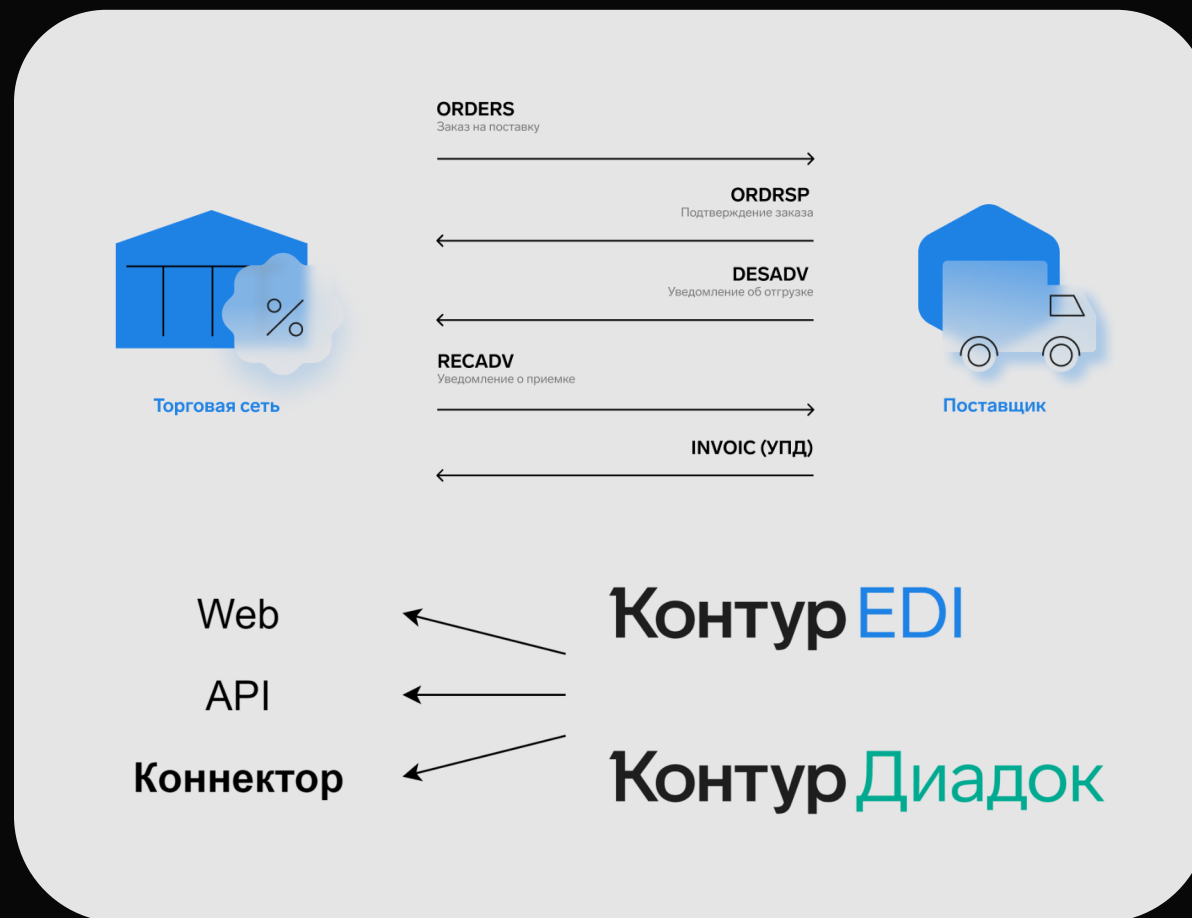 ORDERS
Заказ на поставку
ORDRSP
Подтверждение заказа
DESADV
Уведомление об отгрузке
RECADV
Уведомление о приемке
INVOIC (УПД)
%
Торговая сеть
Поставщик
Web
API
Коннектор
Контур EDI
Контур Диадок